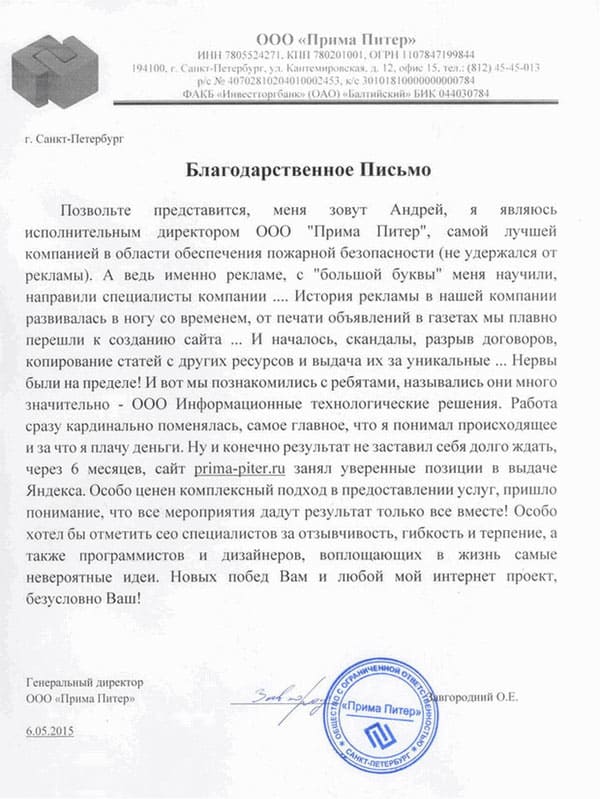 ООО «Прима Питер»
ИНН 7805524271, КПП 780201001, ОГРН 1107847199844
194100, г. Санкт-Петербург, ул. Кантемировская, д. 12, офис 15, тел.: (812) 45-45-013
р/с № 40702810204010002453, к/с 30101810000000000784
ФАКБ «Инвестторгбанк» (ОАО) «Балтийский» БИК 044030784
г. Санкт-Петербург
Благодарственное Письмо
Позвольте представится, меня зовут Андрей, я являюсь
исполнительным директором ООО "Прима Питер", самой лучшей
компанией в области обеспечения пожарной безопасности (не удержался от
рекламы). А ведь именно рекламе, с "большой буквы" меня научили,
направили специалисты компании .... История рекламы в нашей компании
развивалась в ногу со временем, от печати объявлений в газетах мы плавно
перешли к созданию сайта ... И началось, скандалы, разрыв договоров,
копирование статей с других ресурсов и выдача их за уникальные ... Нервы
были на пределе! И вот мы познакомились с ребятами, назывались они много
значительно - ООО Информационные технологические решения. Работа
сразу кардинально поменялась, самое главное, что я понимал происходящее
и за что я плачу деньги. Ну и конечно результат не заставил себя долго ждать,
через 6 месяцев, сайт prima-piter.ru занял уверенные позиции в выдаче
Яндекса. Особо ценен комплексный подход в предоставлении услуг, пришло
понимание, что все мероприятия дадут результат только все вместе! Особо
хотел бы отметить сео специалистов за отзывчивость, гибкость и терпение, а
также программистов и дизайнеров, воплощающих в жизнь самые
невероятные идеи. Новых побед Вам и любой мой интернет проект,
безусловно Ваш!
Генеральный директор
ООО «Прима Питер»
Завгородний О.Е.
ОБЩЕСТВО С ОГРАНИЧЕННОЙ ОТВЕТСТВЕННОСТЬЮ
«Прима Питер»
САНКТ-ПЕТЕРБУРГ
6.05.2015